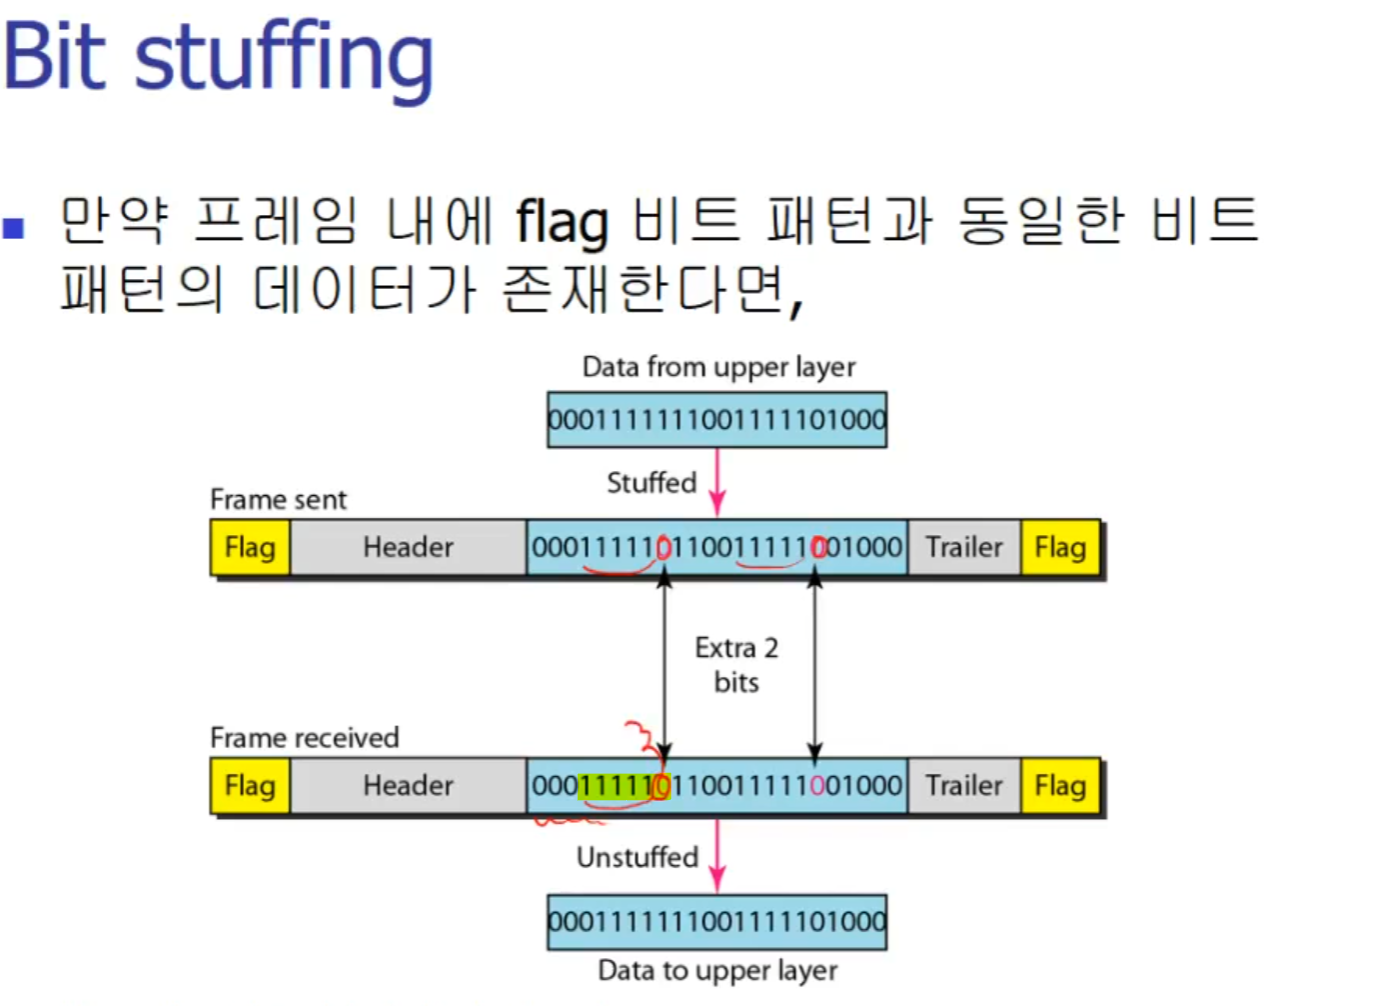 Bit stuffing
만약 프레임 내에 flag 비트 패턴과 동일한 비트
패턴의 데이터가 존재한다면,
Data from upper layer
0001111111001111101000
Stuffed
Frame sent
Flag Header 000111110110011111001000 Trailer Flag
Extra 2
bits
Frame received
Flag Header 000111110110011111001000 Trailer Flag
Unstuffed
0001111111001111101000
Data to upper layer